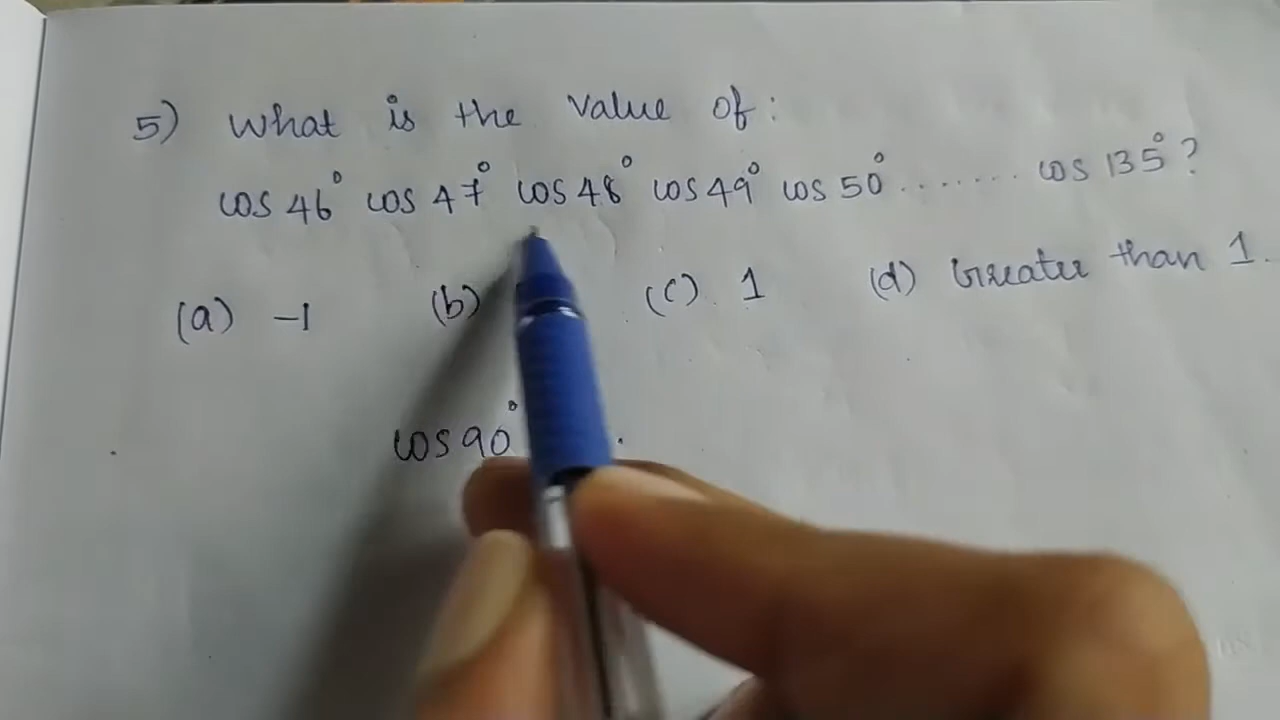 5) What is the value of:
cos 46° cos 47° cos 48° cos 49° cos 50° ....... cos 135°?
(a) -1 (b) (c) 1 (d) Greater than 1.
cos 90°